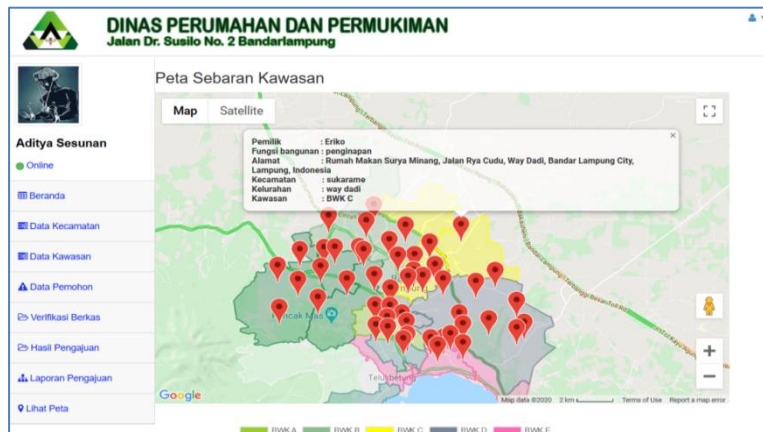 DINAS PERUMAHAN DAN PERMUKIMAN
Jalan Dr. Susilo No. 2 Bandarlampung
Aditya Sesunan
Online
Beranda
Data Kecamatan
Data Kawasan
Data Pemohon
Verifikasi Berkas
Hasil Pengajuan
Laporan Pengajuan
Lihat Peta
Peta Sebaran Kawasan
Map Satellite
Pemilik : Eriko
Fungsi bangunan : penginapan
Alamat : Rumah Makan Surya Minang, Jalan Rya Cudu, Way Dadi, Bandar Lampung City,
Lampung, Indonesia
Kecamatan : sukarame
Kelurahan : way dadi
Kawasan : BWK C
Google
Map data ©2020 2 km Terms of Use Report a map error
BWK A BWK B BWK C BWK D BWK E